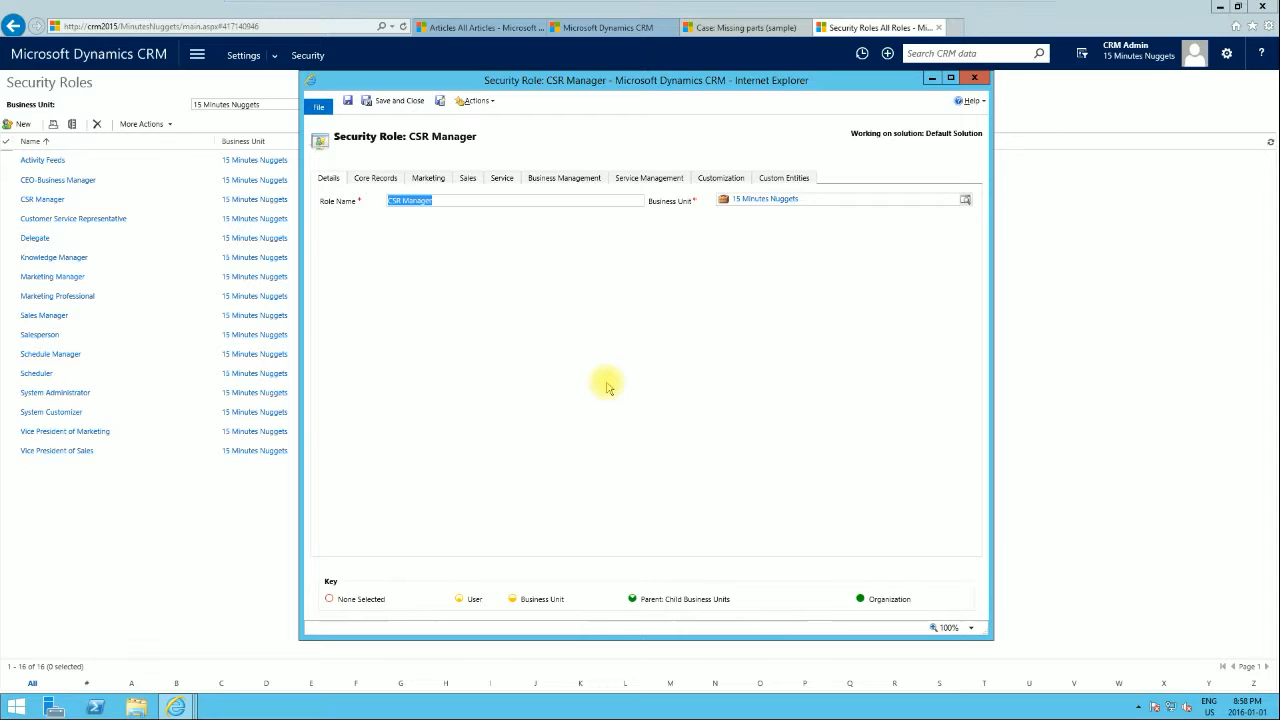 http://crm2015/MinutesNuggets/main.aspx#417140946
Articles All Articles - Microsoft ...
Microsoft Dynamics CRM
Case: Missing parts (sample)
Security Roles All Roles - Mi...
Microsoft Dynamics CRM
Settings
Security
Search CRM data
CRM Admin
15 Minutes Nuggets
?
Security Roles
Business Unit:
15 Minutes Nuggets
New
More Actions
Name
Business Unit
Activity Feeds
15 Minutes Nuggets
CEO-Business Manager
15 Minutes Nuggets
CSR Manager
15 Minutes Nuggets
Customer Service Representative
15 Minutes Nuggets
Delegate
15 Minutes Nuggets
Knowledge Manager
15 Minutes Nuggets
Marketing Manager
15 Minutes Nuggets
Marketing Professional
15 Minutes Nuggets
Sales Manager
15 Minutes Nuggets
Salesperson
15 Minutes Nuggets
Schedule Manager
15 Minutes Nuggets
Scheduler
15 Minutes Nuggets
System Administrator
15 Minutes Nuggets
System Customizer
15 Minutes Nuggets
Vice President of Marketing
15 Minutes Nuggets
Vice President of Sales
15 Minutes Nuggets
Security Role: CSR Manager - Microsoft Dynamics CRM - Internet Explorer
File
Save and Close
Actions
Help
Security Role: CSR Manager
Working on solution: Default Solution
Details
Core Records
Marketing
Sales
Service
Business Management
Service Management
Customization
Custom Entities
Role Name *
CSR Manager
Business Unit *
15 Minutes Nuggets
Key
None Selected
User
Business Unit
Parent: Child Business Units
Organization
100%
1 - 16 of 16 (0 selected)
Page 1
All # A B C D E F G H I J K L M N O P Q R S T U V W X Y Z
ENG
US
8:58 PM
2016-01-01